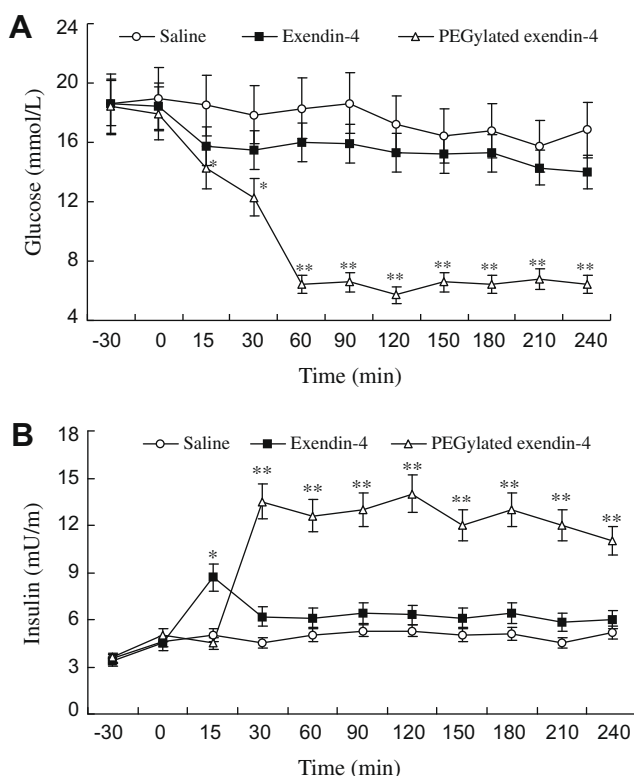 A
Saline Exendin-4 PEGylated exendin-4
24
20
16
12
8
4
Glucose (mmol/L)
* * ** ** ** ** ** ** **
-30 0 15 30 60 90 120 150 180 210 240
Time (min)
B
Saline Exendin-4 PEGylated exendin-4
18
15
12
9
6
3
0
Insulin (mU/m)
* ** ** ** ** ** ** ** **
-30 0 15 30 60 90 120 150 180 210 240
Time (min)